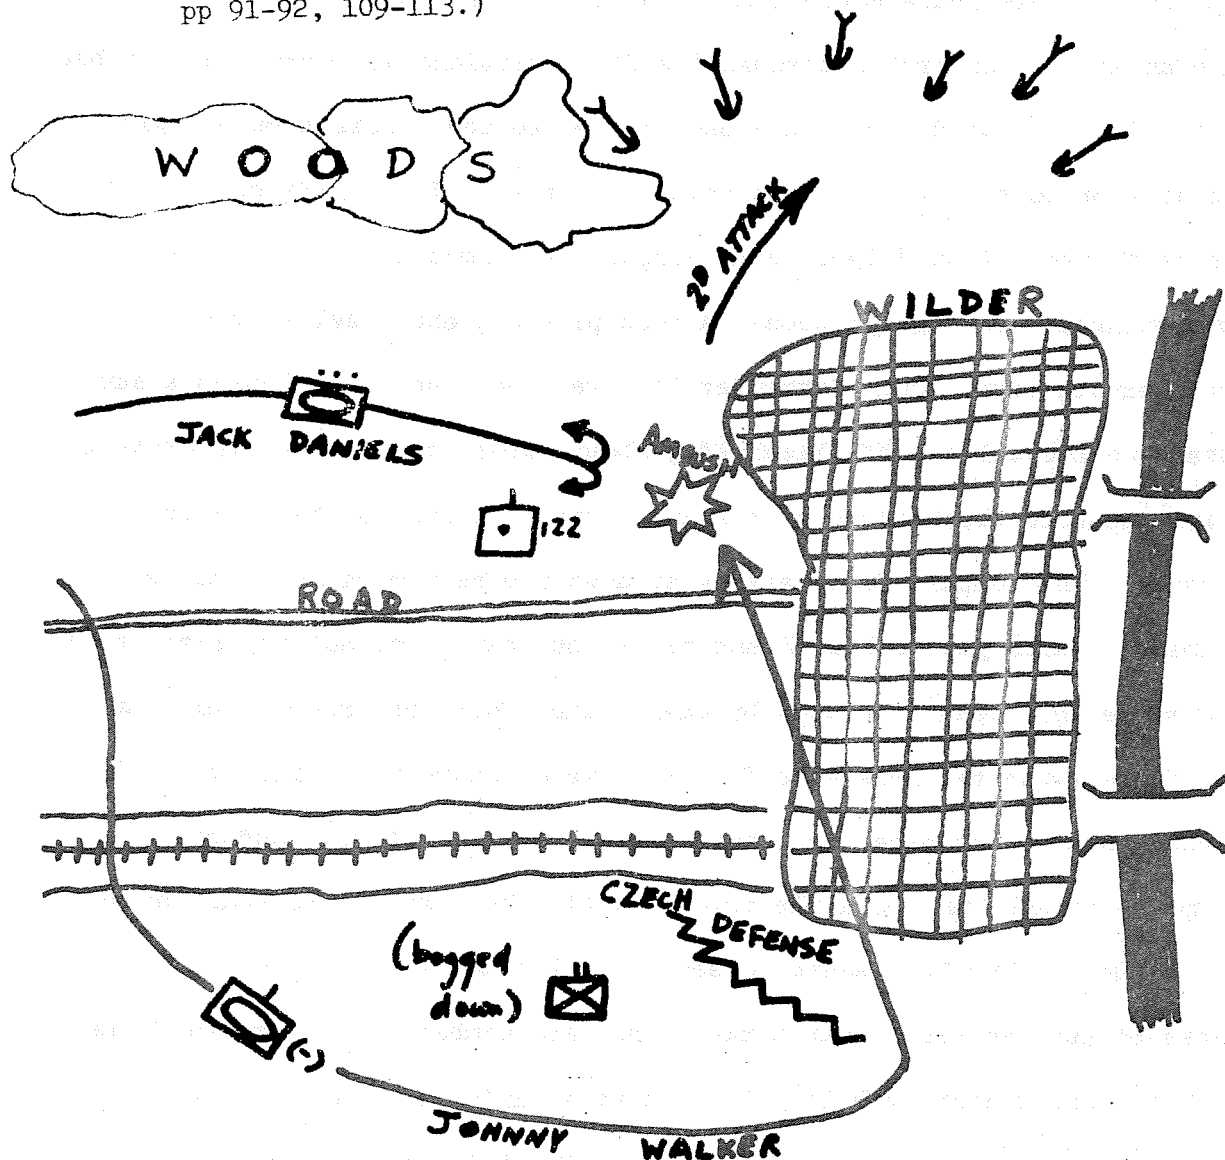 pp 91-92, 109-113.)
WOODS
2D ATTACK
WILDER
JACK DANIELS
AMBUSH
122
ROAD
CZECH
DEFENSE
(bogged
down)
(-)
JOHNNY WALKER